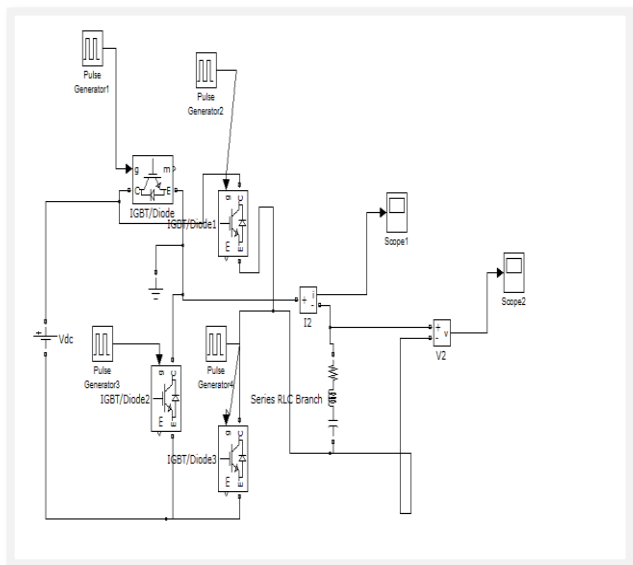 Pulse
Generator1
Pulse
Generator2
g
m
C
E
IGBT/Diode
g
C
E
E
IGBT/Diode1
Scope1
Scope2
+
i
-
I2
+
-
v
V2
Vdc
Pulse
Generator3
g
C
E
E
IGBT/Diode2
Pulse
Generator4
Series RLC Branch
g
C
E
E
IGBT/Diode3